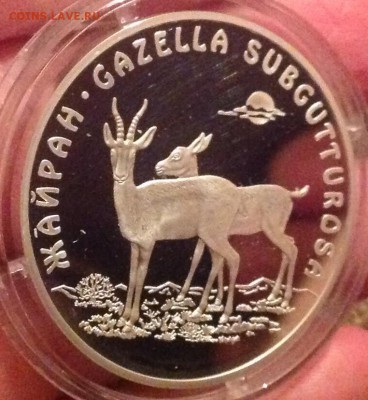 COINS.LAVE.RU
ЖАЙРАН · GAZELLA SUBGUTTUROSA